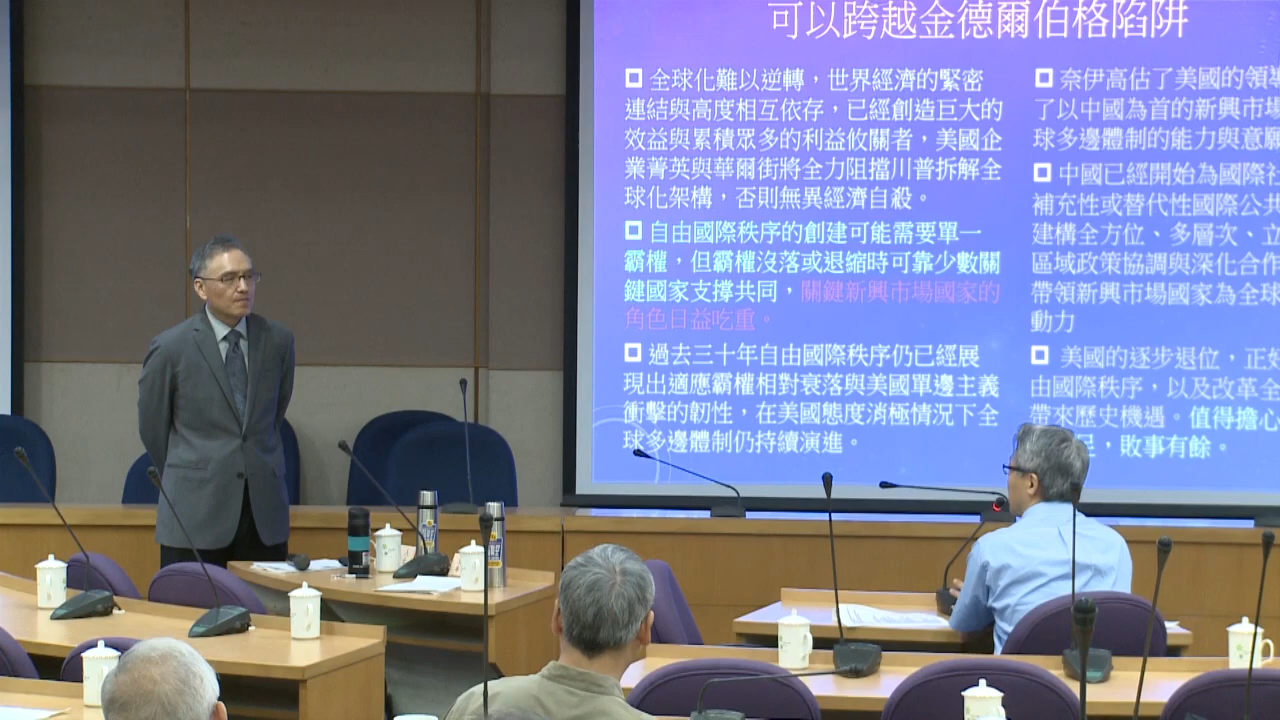 可以跨越金德爾伯格陷阱
全球化難以逆轉，世界經濟的緊密
連結與高度相互依存，已經創造巨大的
效益與累積眾多的利益攸關者，美國企
業菁英與華爾街將全力阻擋川普拆解全
球化架構，否則無異經濟自殺。
自由國際秩序的創建可能需要單一
霸權，但霸權沒落或退縮時可靠少數關
鍵國家支撐共同，關鍵新興市場國家的
角色日益吃重。
過去三十年自由國際秩序仍已經展
現出適應霸權相對衰落與美國單邊主義
衝擊的韌性，在美國態度消極情況下全
球多邊體制仍持續演進。
奈伊高估了美國的領導
了以中國為首的新興市場
球多邊體制的能力與意願
中國已經開始為國際社
補充性或替代性國際公共
建構全方位、多層次、立
區域政策協調與深化合作
帶領新興市場國家為全球
動力
美國的逐步退位，正好
由國際秩序，以及改革全
帶來歷史機遇。值得擔心
足，敗事有餘。